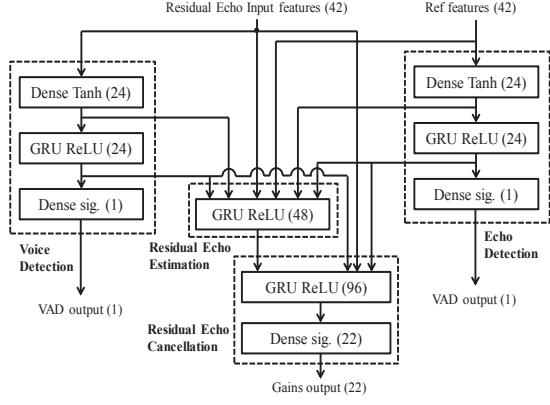 Residual Echo Input features (42)
Ref features (42)
Dense Tanh (24)
GRU ReLU (24)
Dense sig. (1)
Voice
Detection
VAD output (1)
Dense Tanh (24)
GRU ReLU (24)
Dense sig. (1)
Echo
Detection
VAD output (1)
GRU ReLU (48)
Residual Echo
Estimation
GRU ReLU (96)
Dense sig. (22)
Residual Echo
Cancellation
Gains output (22)